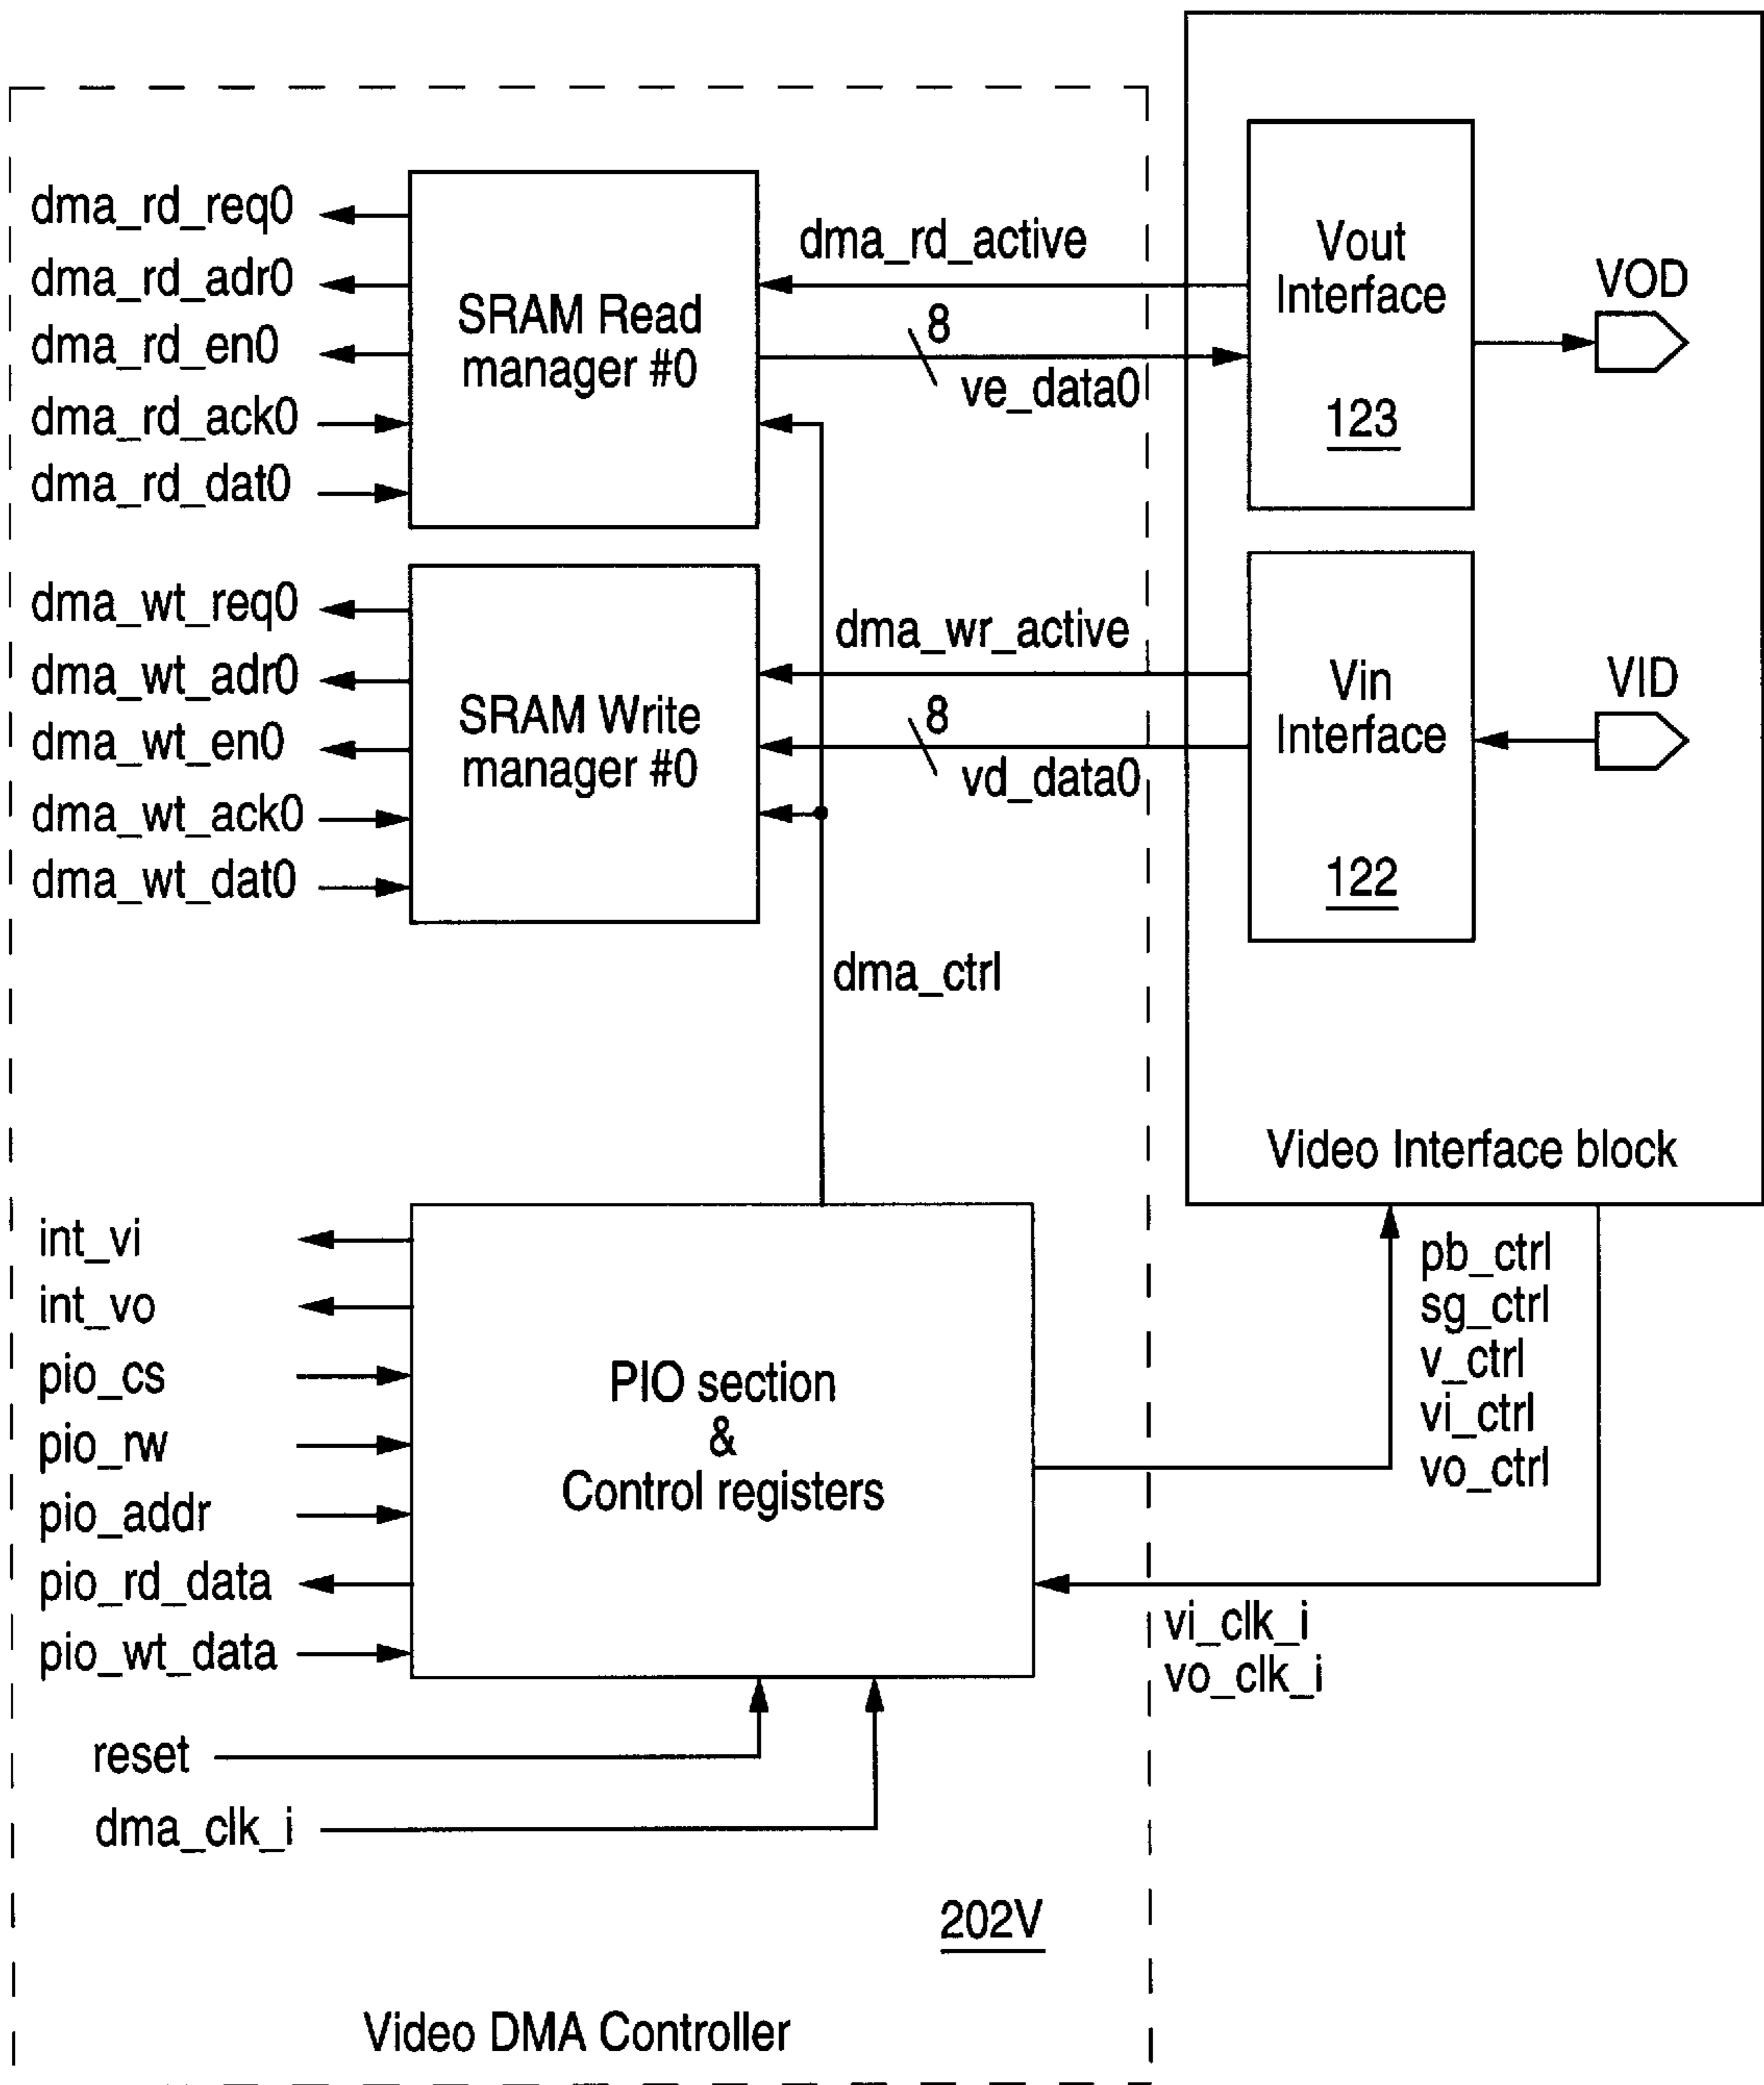 dma_rd_req0
dma_rd_adr0
dma_rd_en0
dma_rd_ack0
dma_rd_dat0
SRAM Read
manager #0
dma_rd_active
8
ve_data0
Vout
Interface
123
VOD
dma_wt_req0
dma_wt_adr0
dma_wt_en0
dma_wt_ack0
dma_wt_dat0
SRAM Write
manager #0
dma_wr_active
8
vd_data0
Vin
Interface
122
VID
dma_ctrl
Video Interface block
int_vi
int_vo
pio_cs
pio_rw
pio_addr
pio_rd_data
pio_wt_data
PIO section
&
Control registers
pb_ctrl
sg_ctrl
v_ctrl
vi_ctrl
vo_ctrl
vi_clk_i
vo_clk_i
reset
dma_clk_i
202V
Video DMA Controller